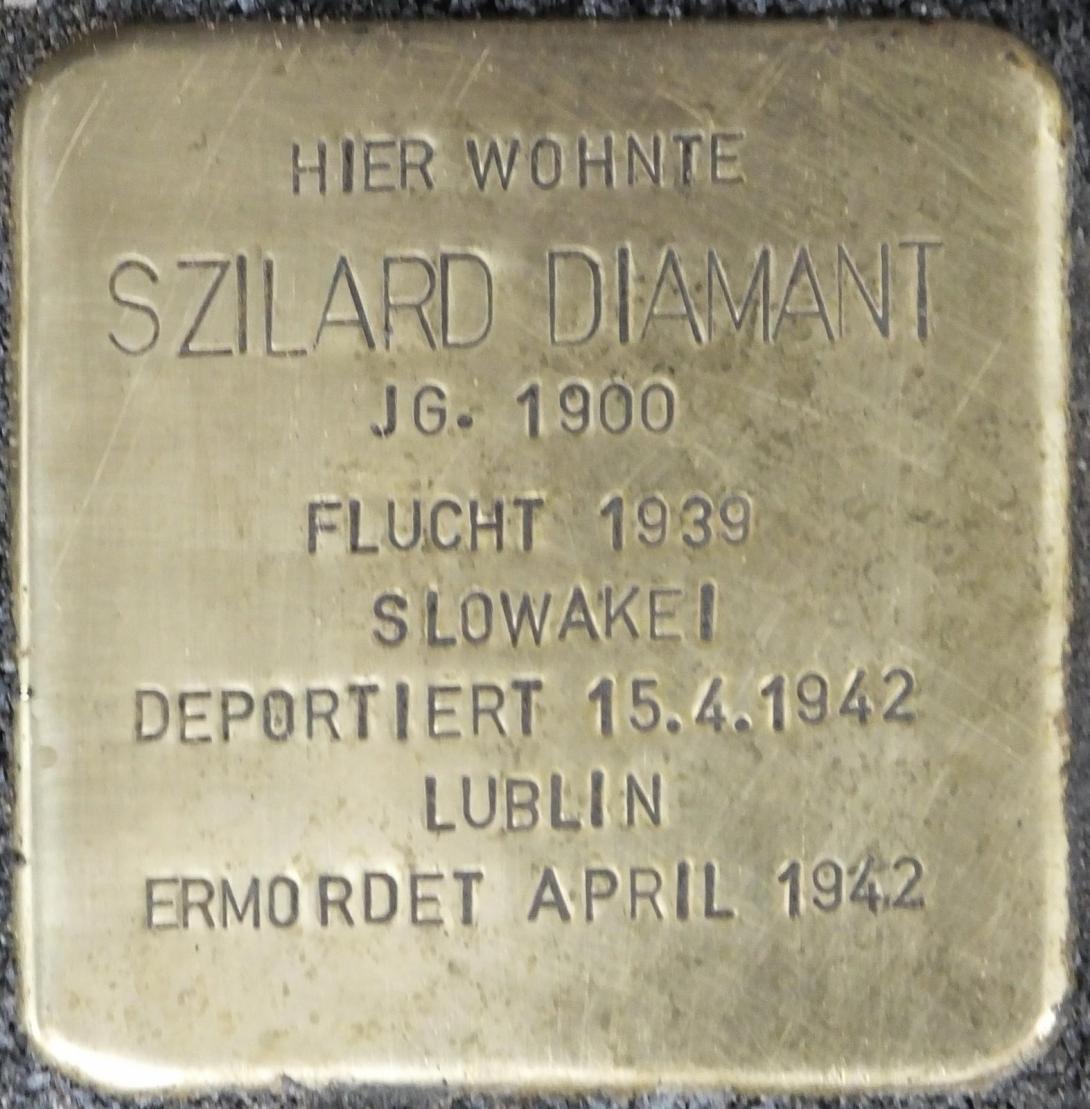 HIER WOHNTE
SZILARD DIAMANT
JG. 1900
FLUCHT 1939
SLOWAKEI
DEPORTIERT 15.4.1942
LUBLIN
ERMORDET APRIL 1942